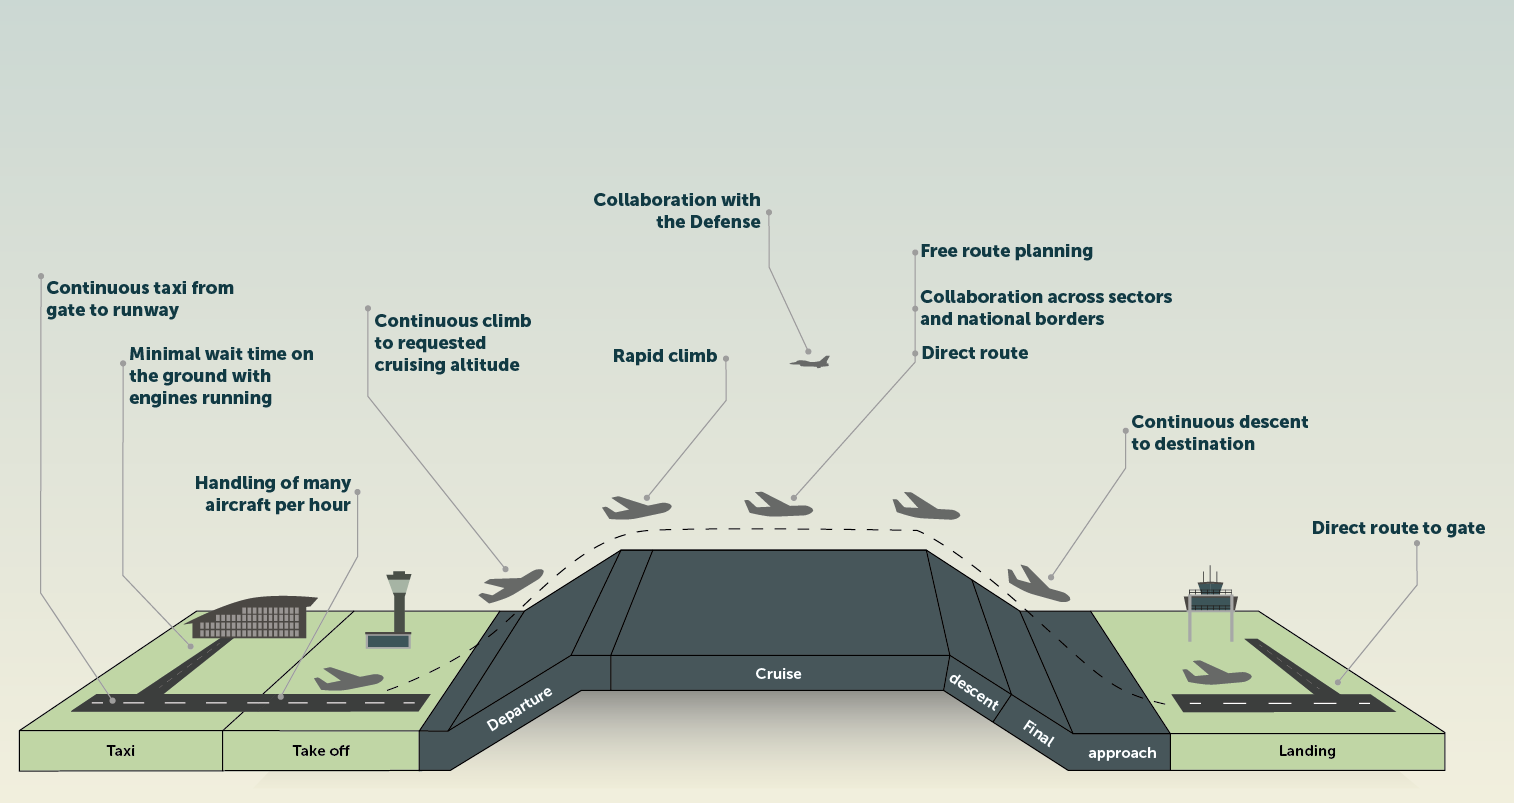 Collaboration with
the Defense
Free route planning
Continuous taxi from
gate to runway
Collaboration across sectors
and national borders
Continuous climb
to requested
cruising altitude
Minimal wait time on
the ground with
engines running
Rapid climb
Direct route
Continuous descent
to destination
Handling of many
aircraft per hour
Direct route to gate
Taxi
Take off
Departure
Cruise
descent
Final
approach
Landing